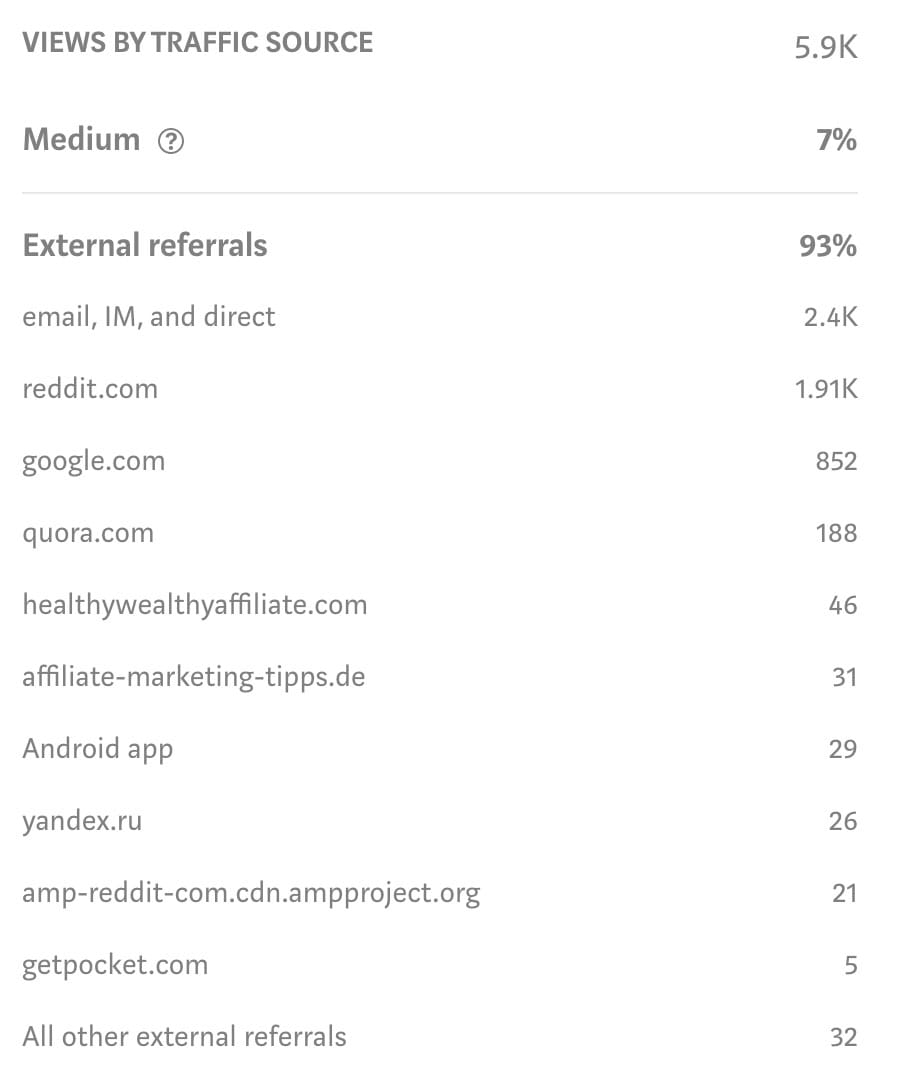 VIEWS BY TRAFFIC SOURCE 5.9K
Medium ? 7%
External referrals 93%
email, IM, and direct 2.4K
reddit.com 1.91K
google.com 852
quora.com 188
healthywealthyaffiliate.com 46
affiliate-marketing-tipps.de 31
Android app 29
yandex.ru 26
amp-reddit-com.cdn.ampproject.org 21
getpocket.com 5
All other external referrals 32